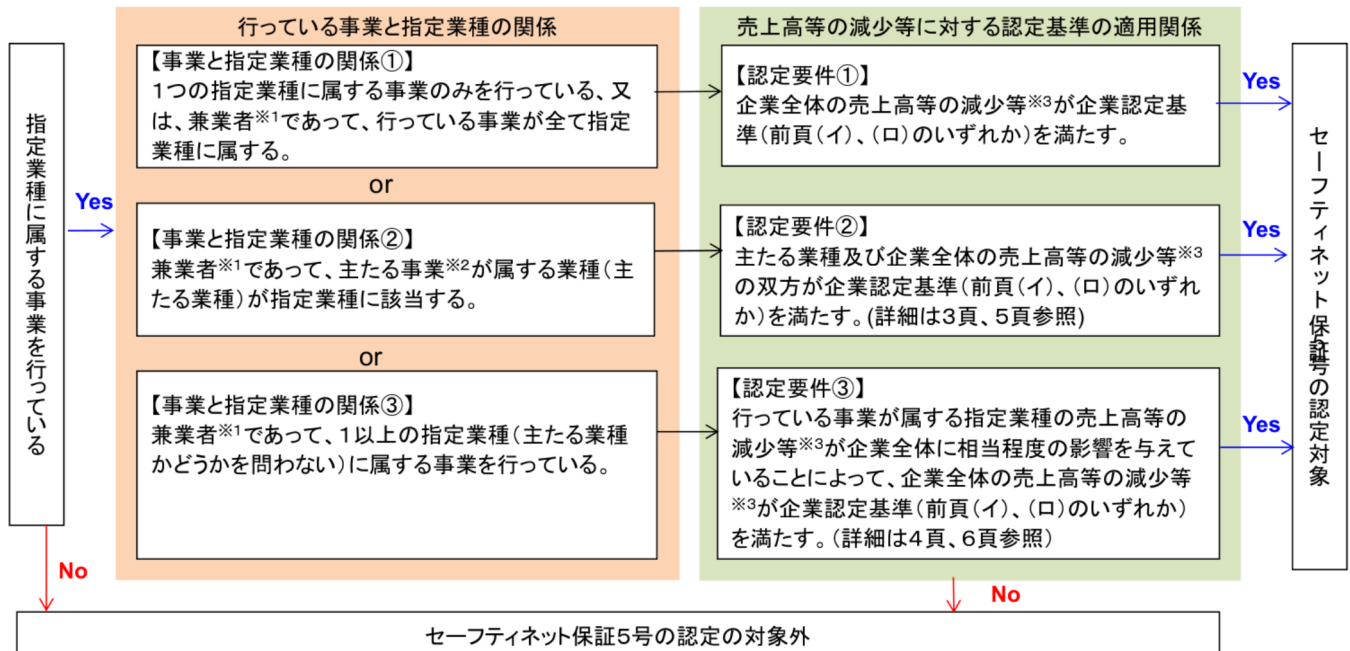 指定業種に属する事業を行っている
Yes
No
行っている事業と指定業種の関係
【事業と指定業種の関係①】
1つの指定業種に属する事業のみを行っている、又
は、兼業者※1であって、行っている事業が全て指定
業種に属する。
or
【事業と指定業種の関係②】
兼業者※1であって、主たる事業※2が属する業種（主
たる業種）が指定業種に該当する。
or
【事業と指定業種の関係③】
兼業者※1であって、1以上の指定業種（主たる業種
かどうかを問わない）に属する事業を行っている。
売上高等の減少等に対する認定基準の適用関係
【認定要件①】
企業全体の売上高等の減少等※3が企業認定基
準（前頁（イ）、（ロ）のいずれか）を満たす。
Yes
【認定要件②】
主たる業種及び企業全体の売上高等の減少等※3
の双方が企業認定基準（前頁（イ）、（ロ）のいずれ
か）を満たす。(詳細は3頁、5頁参照)
Yes
【認定要件③】
行っている事業が属する指定業種の売上高等の
減少等※3が企業全体に相当程度の影響を与えて
いることによって、企業全体の売上高等の減少等
※3が企業認定基準（前頁（イ）、（ロ）のいずれか）
を満たす。（詳細は4頁、6頁参照）
Yes
No
セーフティネット保証5号の認定対象
セーフティネット保証5号の認定の対象外